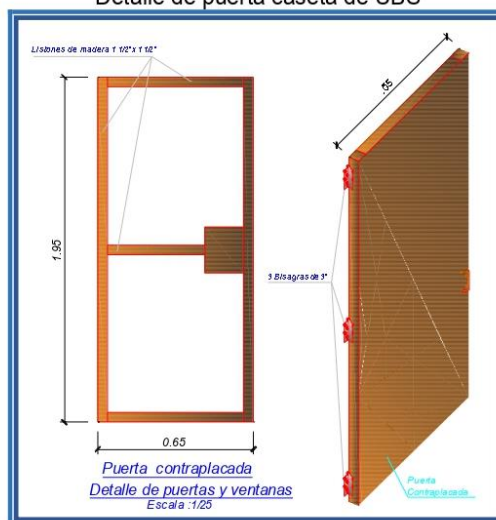 Detalle de puerta caseta de UBS
Listones de madera 1 1/2"x 1 1/2"
1.95
0.65
Puerta contraplacada
Detalle de puertas y ventanas
Escala :1/25
3 Bisagras de 3"
Puerta
Contraplacada